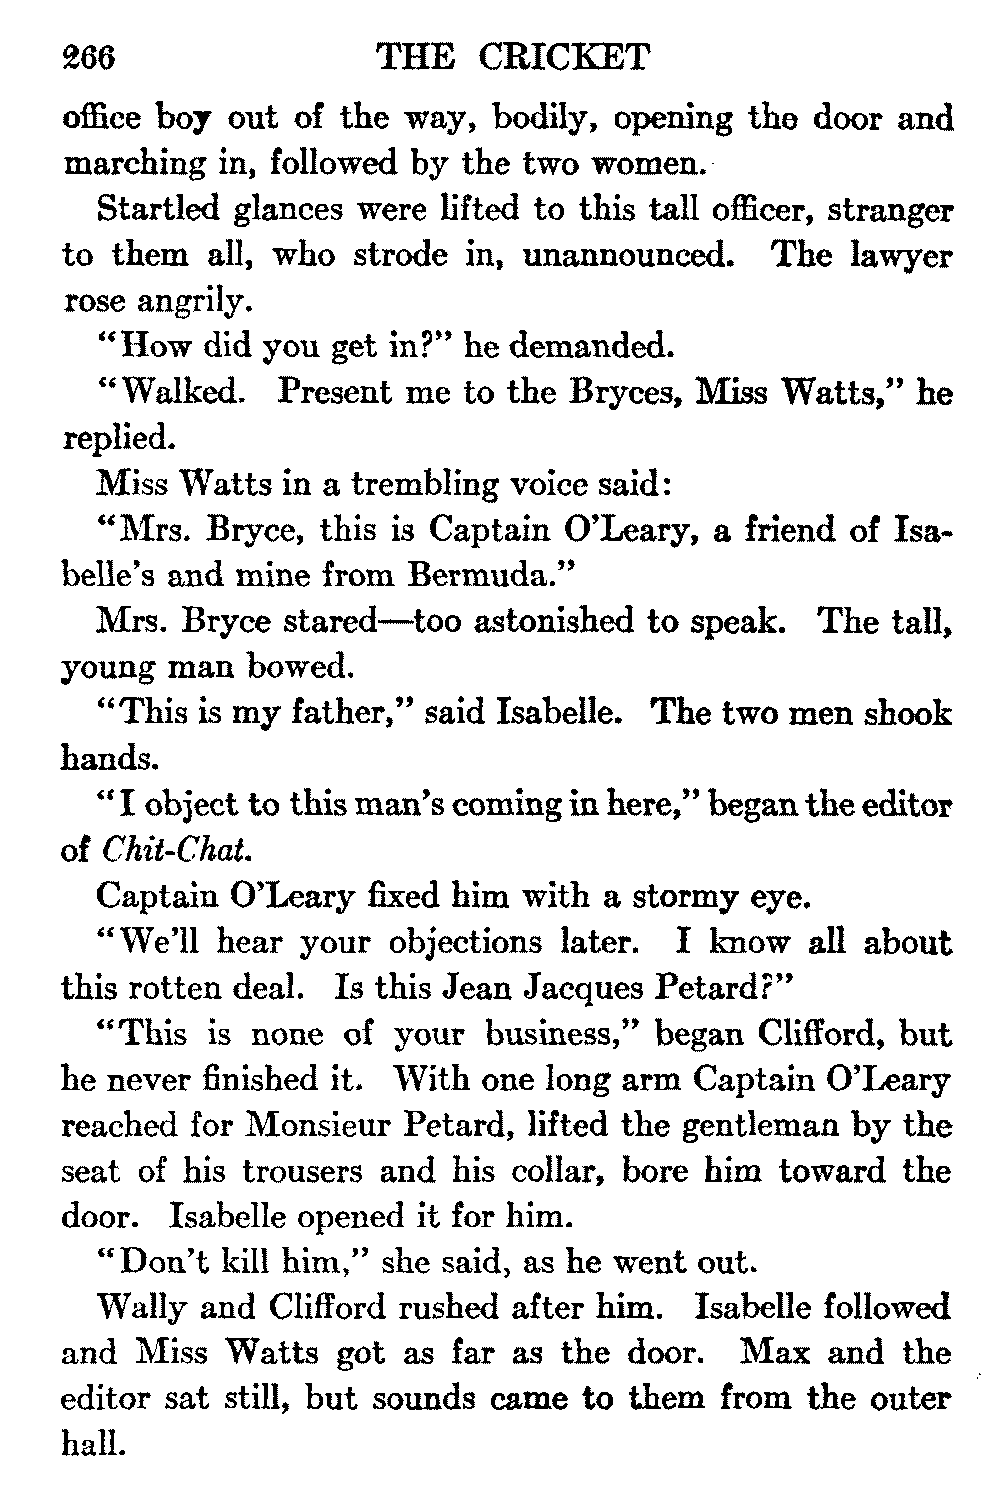 266 THE CRICKET
office boy out of the way, bodily, opening the door and
marching in, followed by the two women.
Startled glances were lifted to this tall officer, stranger
to them all, who strode in, unannounced. The lawyer
rose angrily.
“How did you get in?” he demanded.
“Walked. Present me to the Bryces, Miss Watts,” he
replied.
Miss Watts in a trembling voice said:
“Mrs. Bryce, this is Captain O’Leary, a friend of Isa-
belle’s and mine from Bermuda.”
Mrs. Bryce stared—too astonished to speak. The tall,
young man bowed.
“This is my father,” said Isabelle. The two men shook
hands.
“I object to this man’s coming in here,” began the editor
of Chit-Chat.
Captain O’Leary fixed him with a stormy eye.
“We’ll hear your objections later. I know all about
this rotten deal. Is this Jean Jacques Petard?”
“This is none of your business,” began Clifford, but
he never finished it. With one long arm Captain O’Leary
reached for Monsieur Petard, lifted the gentleman by the
seat of his trousers and his collar, bore him toward the
door. Isabelle opened it for him.
“Don’t kill him,” she said, as he went out.
Wally and Clifford rushed after him. Isabelle followed
and Miss Watts got as far as the door. Max and the
editor sat still, but sounds came to them from the outer
hall.